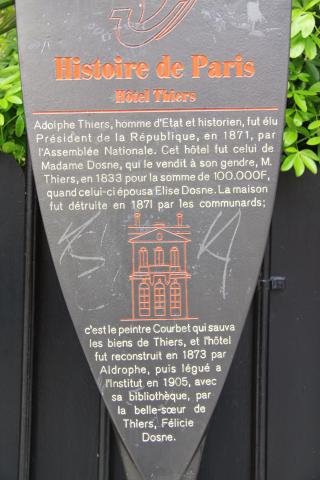 Histoire de Paris
Hôtel Thiers
Adolphe Thiers, homme d'Etat et historien, fut élu
Président de la République, en 1871, par
l'Assemblée Nationale. Cet hôtel fut celui de
Madame Dosne, qui le vendit à son gendre, M.
Thiers, en 1833 pour la somme de 100.000F,
quand celui-ci épousa Elise Dosne. La maison
fut détruite en 1871 par les communards;
c'est le peintre Courbet qui sauva
les biens de Thiers, et l'hôtel
fut reconstruit en 1873 par
Aldrophe, puis légué à
l'Institut en 1905, avec
sa bibliothèque, par
la belle-sœur de
Thiers, Félicie
Dosne.